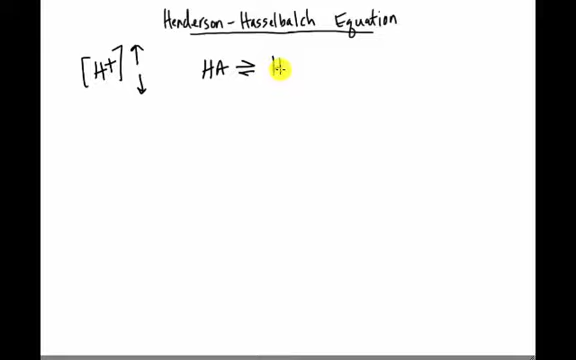 Henderson-Hasselbalch Equation
[H+] ↑ ↓ HA ⇌ H